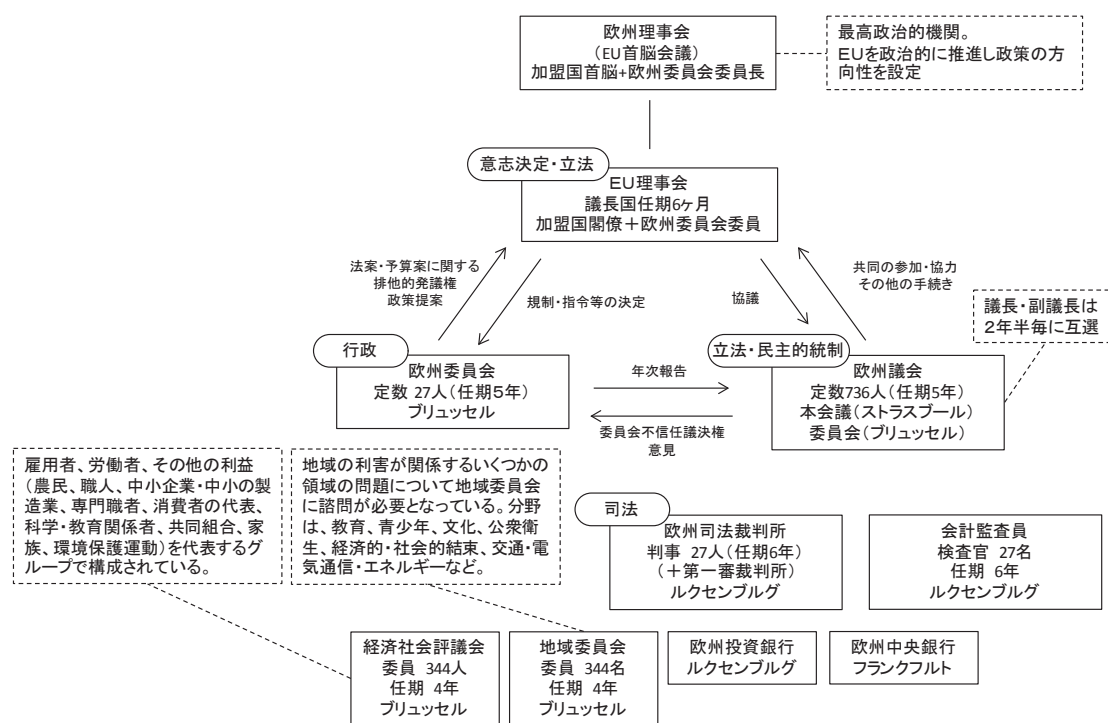 欧州理事会
（EU首脳会議）
加盟国首脳+欧州委員会委員長
最高政治的機関。
ＥＵを政治的に推進し政策の方
向性を設定
意志決定・立法
ＥＵ理事会
議長国任期6ヶ月
加盟国閣僚＋欧州委員会委員
法案・予算案に関する
排他的発議権
政策提案
規制・指令等の決定
協議
共同の参加・協力
その他の手続き
議長・副議長は
２年半毎に互選
行政
欧州委員会
定数 27人（任期５年）
ブリュッセル
年次報告
委員会不信任議決権
意見
立法・民主的統制
欧州議会
定数736人（任期5年）
本会議（ストラスブール）
委員会（ブリュッセル）
雇用者、労働者、その他の利益
（農民、職人、中小企業・中小の製
造業、専門職者、消費者の代表、
科学・教育関係者、共同組合、家
族、環境保護運動）を代表するグ
ループで構成されている。
地域の利害が関係するいくつかの
領域の問題について地域委員会
に諮問が必要となっている。分野
は、教育、青少年、文化、公衆衛
生、経済的・社会的結束、交通・電
気通信・エネルギーなど。
司法
欧州司法裁判所
判事 27人（任期6年）
（＋第一審裁判所）
ルクセンブルグ
会計監査員
検査官 27名
任期 6年
ルクセンブルグ
経済社会評議会
委員 344人
任期 4年
ブリュッセル
地域委員会
委員 344名
任期 4年
ブリュッセル
欧州投資銀行
ルクセンブルグ
欧州中央銀行
フランクフルト